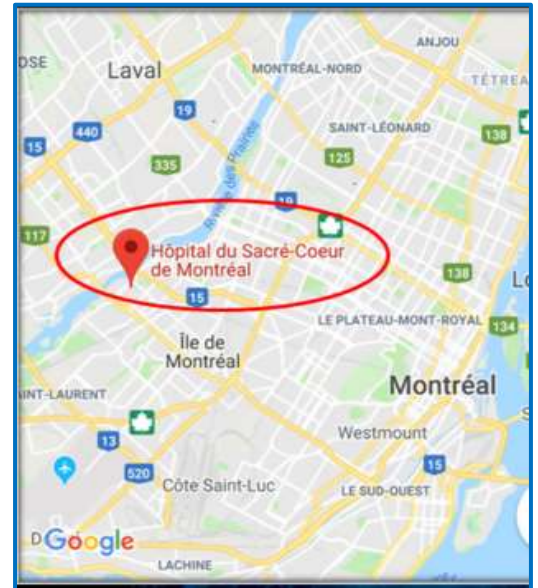 ANJOU
OSE
Laval
MONTRÉAL-NORD
TÉTREA
19
440
SAINT-LÉONARD
138
15
335
125
Rivière des Prairies
19
117
Hôpital du Sacré-Coeur
de Montréal
138
15
LE PLATEAU-MONT-ROYAL
134
Île de
Montréal
INT-LAURENT
Montréal
Westmount
13
15
520
Côte Saint-Luc
LE SUD-OUEST
D
Google
LACHINE